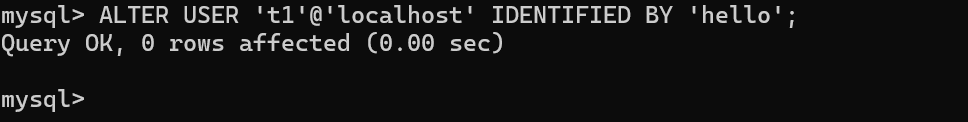 mysql> ALTER USER 't1'@'localhost' IDENTIFIED BY 'hello';
Query OK, 0 rows affected (0.00 sec)
mysql>